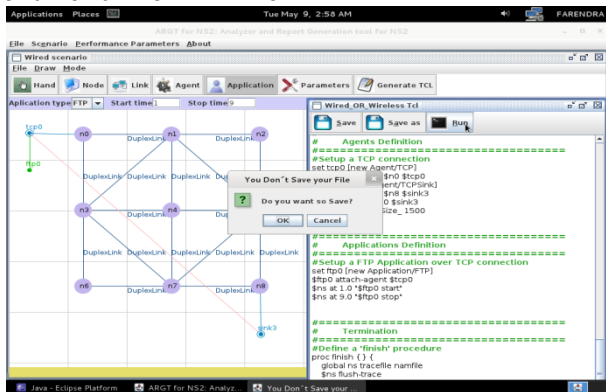 Applications Places
Tue May 9, 2:58 AM
FARENDRA
ARGT for NS2: Analyzer and Report Generation tool for NS2
File Scenario Performance Parameters About
Wired scenario
File Draw Mode
Hand Node Link Agent Application Parameters Generate TCL
Aplication type FTP Start time 1 Stop time 9
tcp0
n0
DuplexLink
n1
DuplexLink
n2
ftp0
DuplexLink DuplexLink DuplexLink
n3
DuplexLink
n4
DuplexLink
DuplexLink DuplexLink DuplexLink DuplexLink DuplexLink
n6
DuplexLink
n7
DuplexLink
n8
sink3
Wired_OR_Wireless Tcl
Save Save as Run
# Agents Definition
#===================================
#Setup a TCP connection
set tcp0 [new Agent/TCP]
$n0 $tcp0
gent/TCPSink]
$n8 $sink3
0 $sink3
Size_ 1500
#===================================
# Applications Definition
#===================================
#Setup a FTP Application over TCP connection
set ftp0 [new Application/FTP]
$ftp0 attach-agent $tcp0
$ns at 1.0 "$ftp0 start"
$ns at 9.0 "$ftp0 stop"
#===================================
# Termination
#===================================
#Define a 'finish' procedure
proc finish { } {
global ns tracefile namfile
$ns flush-trace
You Don´t Save your File
Do you want so Save?
OK Cancel
Java - Eclipse Platform
ARGT for NS2: Analyz...
You Don´t Save your ...